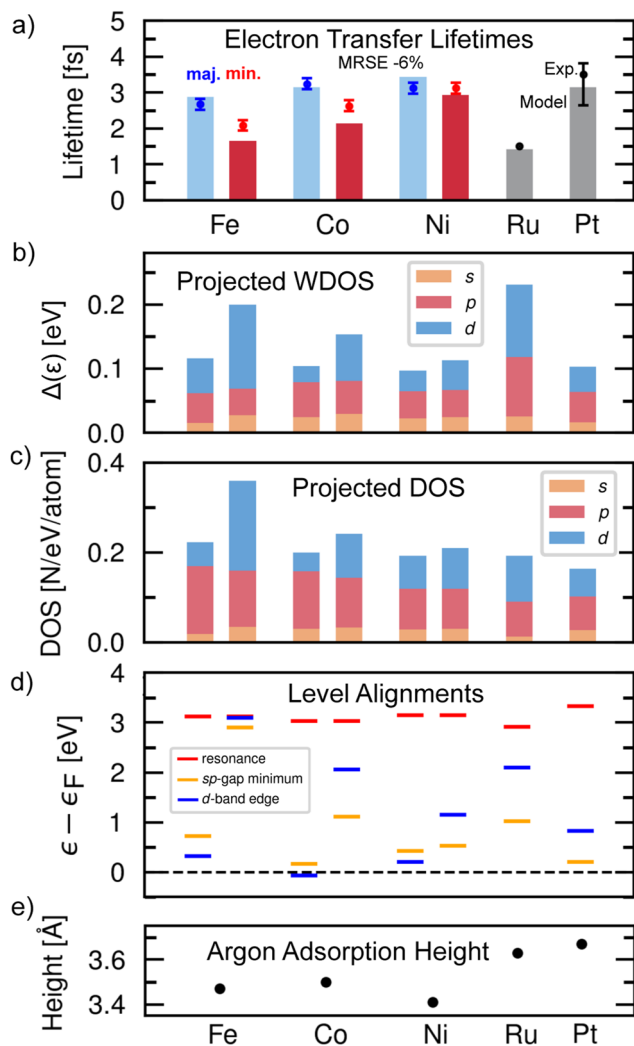 a)
Electron Transfer Lifetimes
MRSE -6%
maj. min.
Exp.
Model
Lifetime [fs]
5
4
3
2
1
0
Fe Co Ni Ru Pt
b)
Projected WDOS
s
p
d
Δ(ε) [eV]
0.2
0.1
0.0
c)
Projected DOS
s
p
d
DOS [N/eV/atom]
0.4
0.2
0.0
d)
Level Alignments
resonance
sp-gap minimum
d-band edge
ϵ − ϵF [eV]
4
3
2
1
0
e)
Argon Adsorption Height
Height [Å]
3.6
3.4
Fe Co Ni Ru Pt